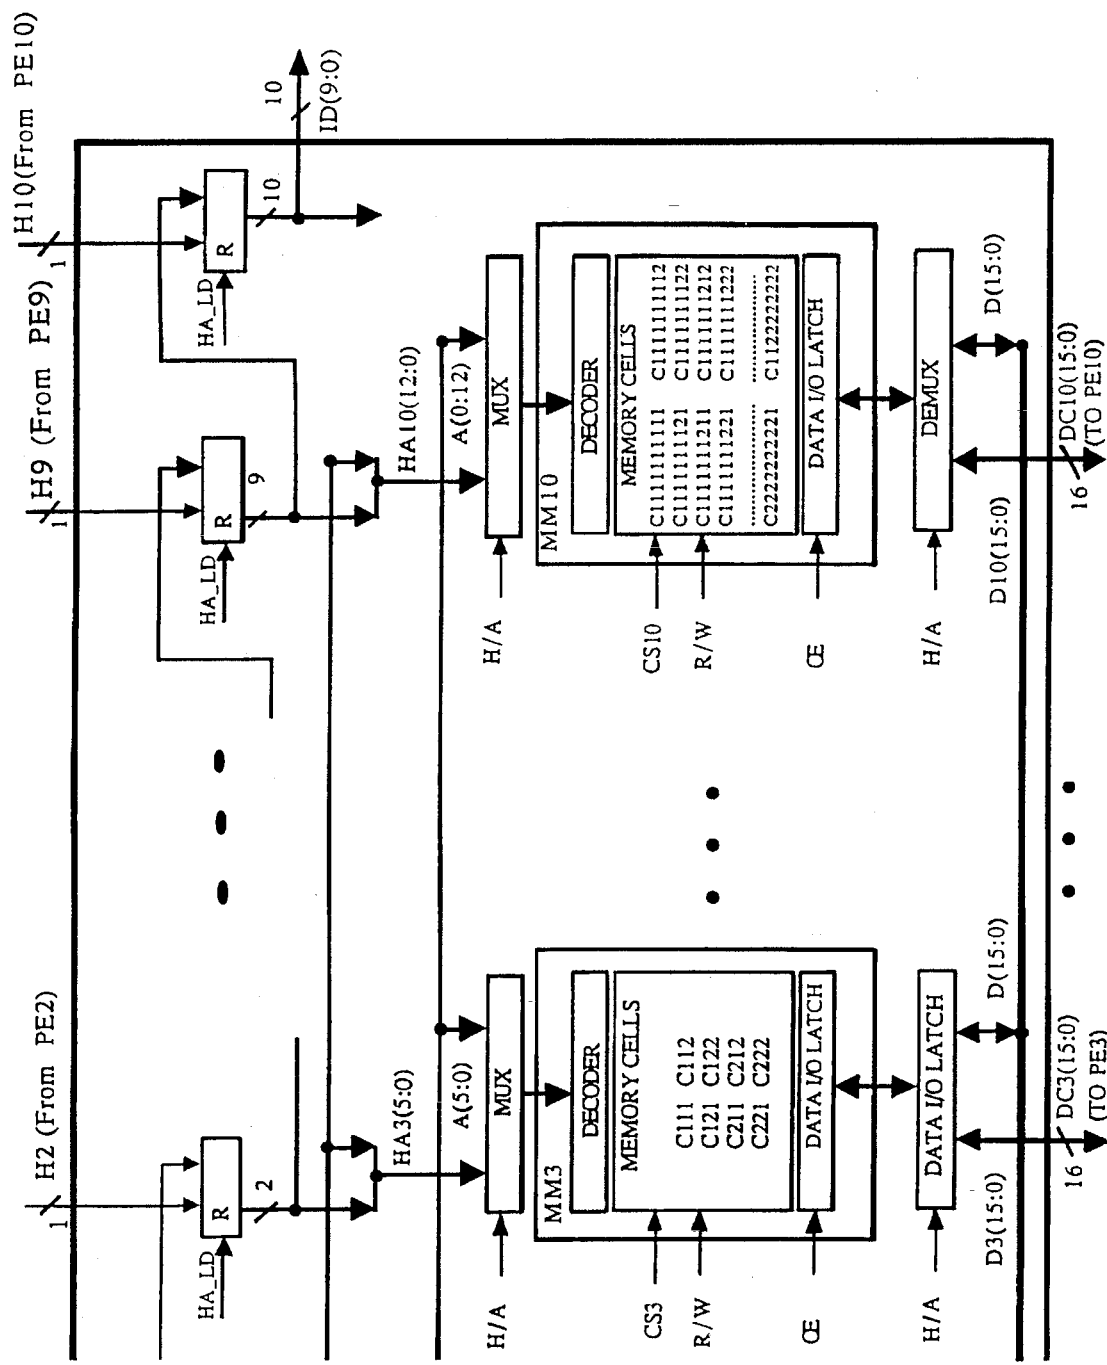 H10(From PE10)
1
H9 (From PE9)
1
H2 (From PE2)
1
10
ID(9:0)
HA_LD
R
10
HA_LD
R
9
HA_LD
R
2
HA10(12:0)
A(0:12)
HA3(5:0)
A(5:0)
H/A
MUX
MM10
DECODER
MEMORY CELLS
C1111111111 C1111111112
C1111111121 C1111111122
C1111111211 C1111111212
C1111111221 C1111111222
C2222222221 C1122222222
DATA I/O LATCH
CS10
R/W
CE
H/A
DEMUX
D(15:0)
D10(15:0)
16
DC10(15:0)
(TO PE10)
H/A
MUX
MM3
DECODER
MEMORY CELLS
C111 C112
C121 C122
C211 C212
C221 C222
DATA I/O LATCH
CS3
R/W
CE
H/A
DATA I/O LATCH
D(15:0)
D3(15:0)
16
DC3(15:0)
(TO PE3)